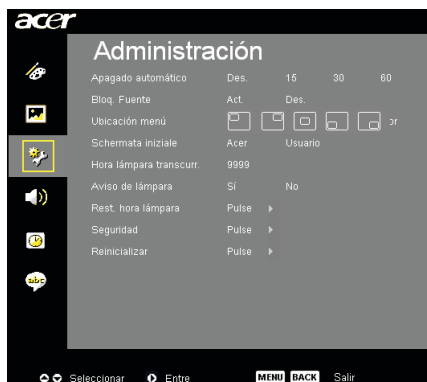 acer
Administración
Apagado automático Des. 15 30 60
Bloq. Fuente Act. Des.
Ubicación menú or
Schermata iniziale Acer Usuario
Hora lámpara transcurr. 9999
Aviso de lámpara Sí No
Rest. hora lámpara Pulse
Seguridad Pulse
Reinicializar Pulse
abc
Seleccionar Entre MENU BACK Salir